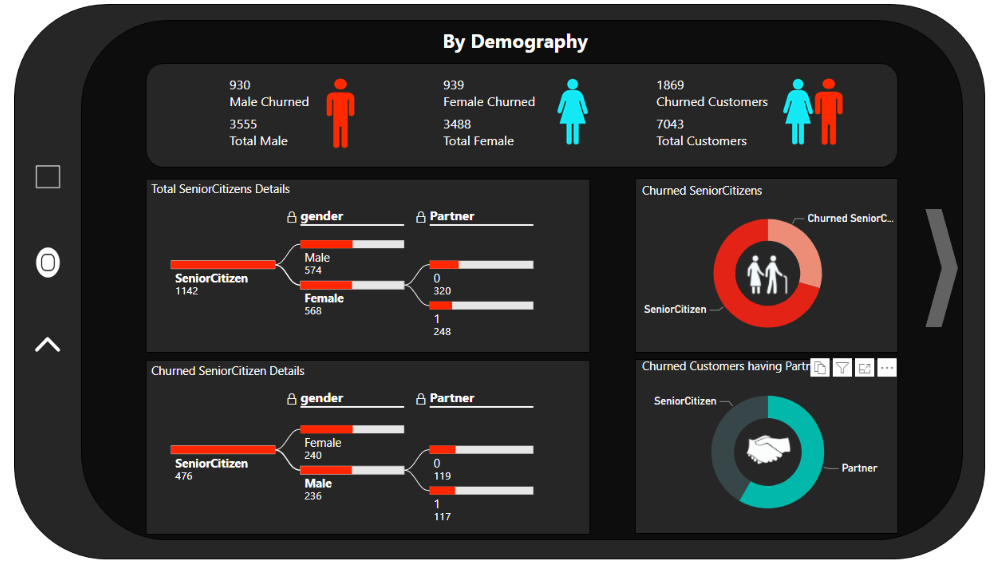 By Demography
930
Male Churned
3555
Total Male
939
Female Churned
3488
Total Female
1869
Churned Customers
7043
Total Customers
Total SeniorCitizens Details
gender
Partner
SeniorCitizen
1142
Male
574
Female
568
0
320
1
248
Churned SeniorCitizens
Churned SeniorC...
SeniorCitizen
Churned SeniorCitizen Details
gender
Partner
SeniorCitizen
476
Female
240
Male
236
0
119
1
117
Churned Customers having Partn
SeniorCitizen
Partner